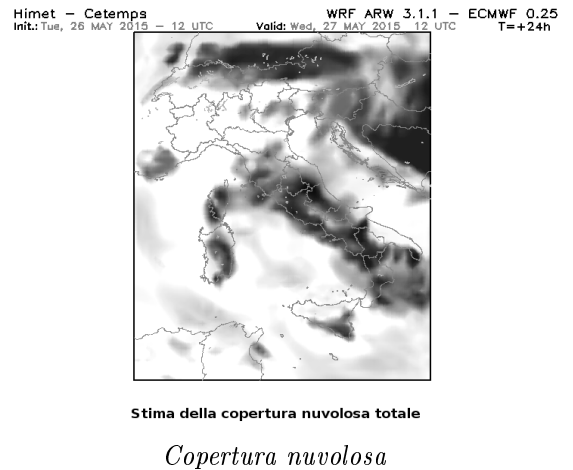 Himet – Cetemps WRF ARW 3.1.1 – ECMWF 0.25
Init.: Tue, 26 MAY 2015 – 12 UTC Valid: Wed, 27 MAY 2015 – 12 UTC T=+24h
Stima della copertura nuvolosa totale
Copertura nuvolosa